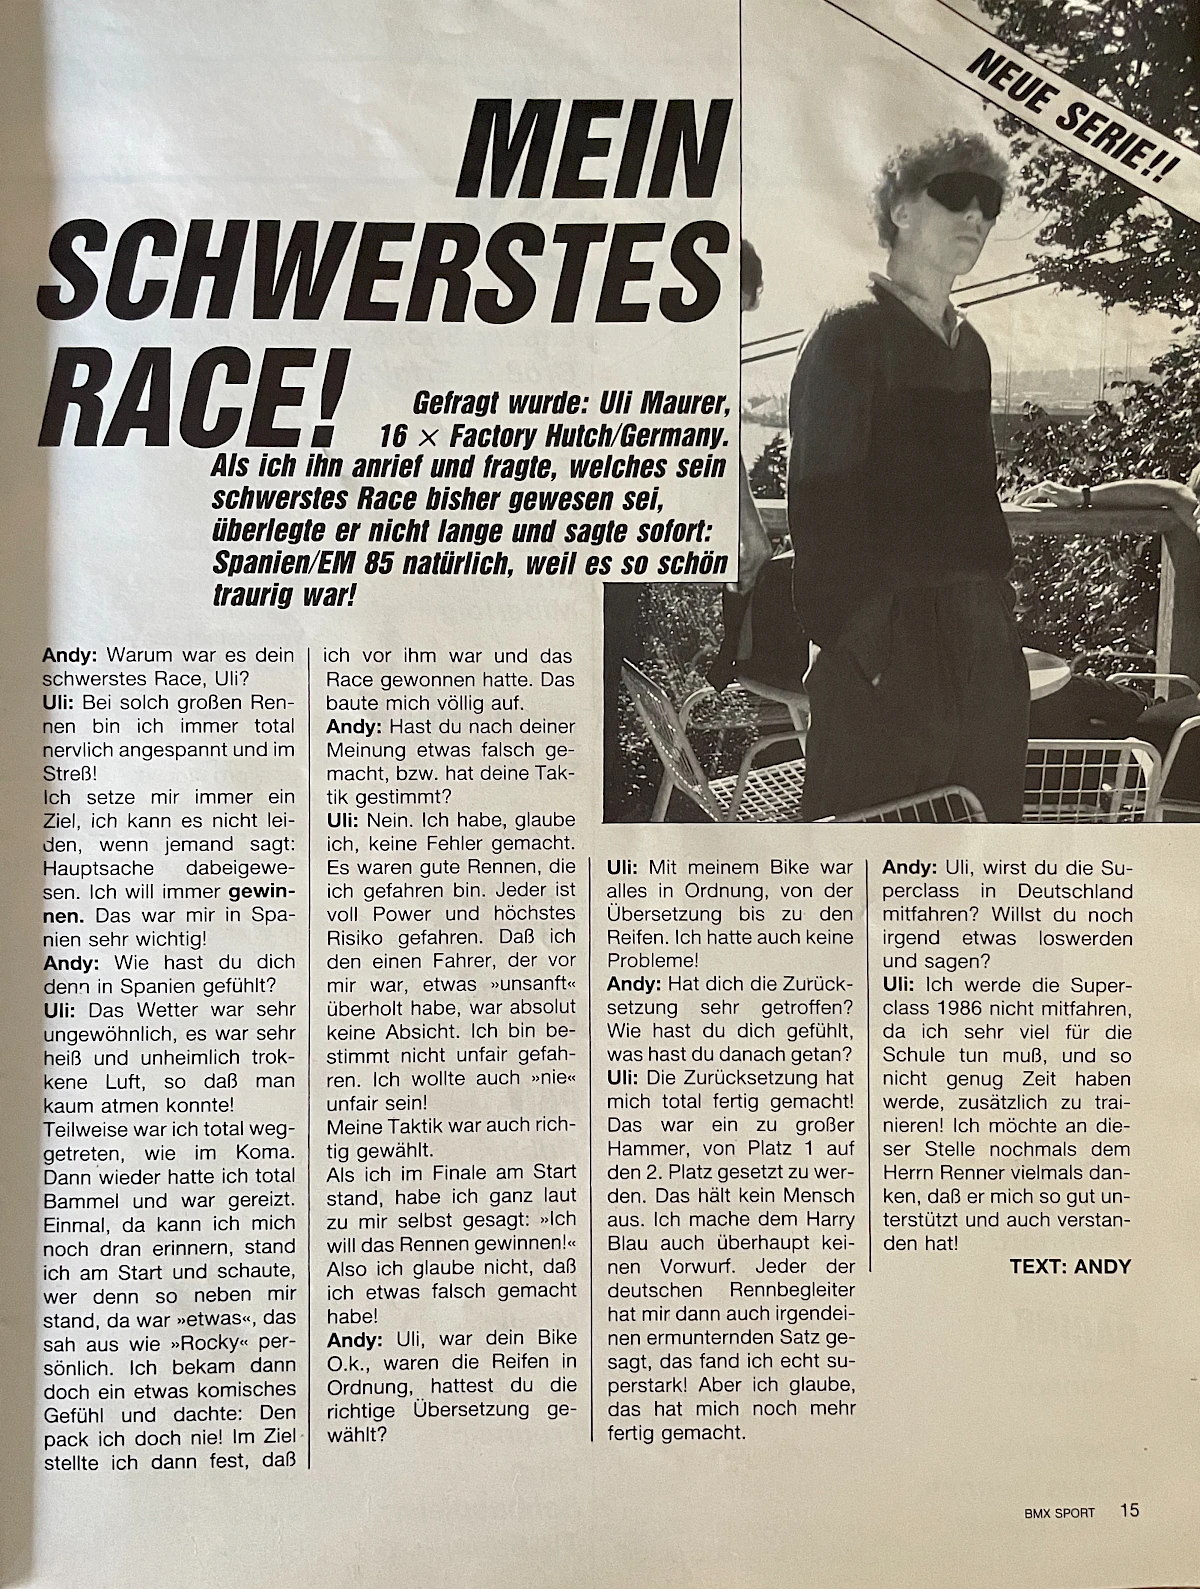 NEUE SERIE!!
MEIN
SCHWERSTES
RACE!
Gefragt wurde: Uli Maurer,
16 × Factory Hutch/Germany.
Als ich ihn anrief und fragte, welches sein
schwerstes Race bisher gewesen sei,
überlegte er nicht lange und sagte sofort:
Spanien/EM 85 natürlich, weil es so schön
traurig war!
Andy: Warum war es dein
schwerstes Race, Uli?
Uli: Bei solch großen Ren-
nen bin ich immer total
nervlich angespannt und im
Streß!
Ich setze mir immer ein
Ziel, ich kann es nicht lei-
den, wenn jemand sagt:
Hauptsache dabeigewe-
sen. Ich will immer gewin-
nen. Das war mir in Spa-
nien sehr wichtig!
Andy: Wie hast du dich
denn in Spanien gefühlt?
Uli: Das Wetter war sehr
ungewöhnlich, es war sehr
heiß und unheimlich trok-
kene Luft, so daß man
kaum atmen konnte!
Teilweise war ich total weg-
getreten, wie im Koma.
Dann wieder hatte ich total
Bammel und war gereizt.
Einmal, da kann ich mich
noch dran erinnern, stand
ich am Start und schaute,
wer denn so neben mir
stand, da war »etwas«, das
sah aus wie »Rocky« per-
sönlich. Ich bekam dann
doch ein etwas komisches
Gefühl und dachte: Den
pack ich doch nie! Im Ziel
stellte ich dann fest, daß
ich vor ihm war und das
Race gewonnen hatte. Das
baute mich völlig auf.
Andy: Hast du nach deiner
Meinung etwas falsch ge-
macht, bzw. hat deine Tak-
tik gestimmt?
Uli: Nein. Ich habe, glaube
ich, keine Fehler gemacht.
Es waren gute Rennen, die
ich gefahren bin. Jeder ist
voll Power und höchstes
Risiko gefahren. Daß ich
den einen Fahrer, der vor
mir war, etwas »unsanft«
überholt habe, war absolut
keine Absicht. Ich bin be-
stimmt nicht unfair gefah-
ren. Ich wollte auch »nie«
unfair sein!
Meine Taktik war auch rich-
tig gewählt.
Als ich im Finale am Start
stand, habe ich ganz laut
zu mir selbst gesagt: »Ich
will das Rennen gewinnen!«
Also ich glaube nicht, daß
ich etwas falsch gemacht
habe!
Andy: Uli, war dein Bike
O.k., waren die Reifen in
Ordnung, hattest du die
richtige Übersetzung ge-
wählt?
Uli: Mit meinem Bike war
alles in Ordnung, von der
Übersetzung bis zu den
Reifen. Ich hatte auch keine
Probleme!
Andy: Hat dich die Zurück-
setzung sehr getroffen?
Wie hast du dich gefühlt,
was hast du danach getan?
Uli: Die Zurücksetzung hat
mich total fertig gemacht!
Das war ein zu großer
Hammer, von Platz 1 auf
den 2. Platz gesetzt zu wer-
den. Das hält kein Mensch
aus. Ich mache dem Harry
Blau auch überhaupt kei-
nen Vorwurf. Jeder der
deutschen Rennbegleiter
hat mir dann auch irgendei-
nen ermunternden Satz ge-
sagt, das fand ich echt su-
perstark! Aber ich glaube,
das hat mich noch mehr
fertig gemacht.
Andy: Uli, wirst du die Su-
perclass in Deutschland
mitfahren? Willst du noch
irgend etwas loswerden
und sagen?
Uli: Ich werde die Super-
class 1986 nicht mitfahren,
da ich sehr viel für die
Schule tun muß, und so
nicht genug Zeit haben
werde, zusätzlich zu trai-
nieren! Ich möchte an die-
ser Stelle nochmals dem
Herrn Renner vielmals dan-
ken, daß er mich so gut un-
terstützt und auch verstan-
den hat!
TEXT: ANDY
BMX SPORT 15